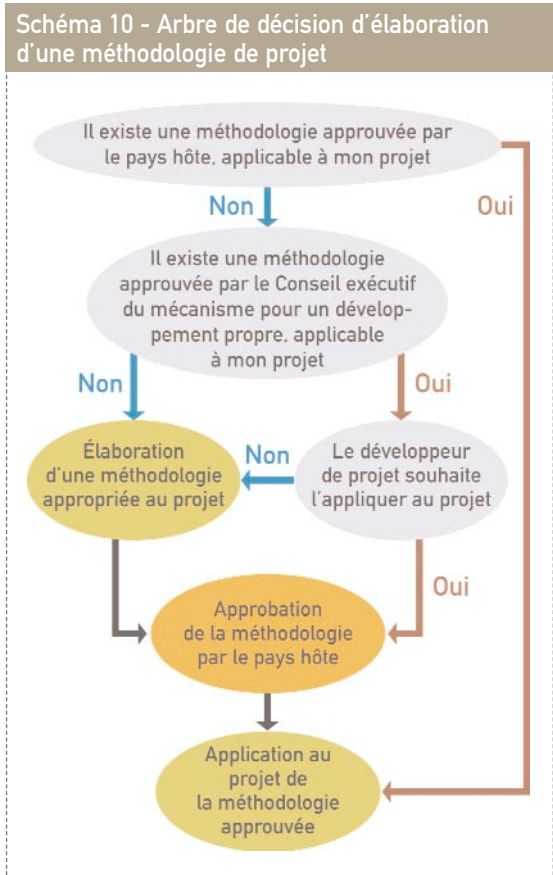 Schéma 10 - Arbre de décision d'élaboration
d'une méthodologie de projet
Il existe une méthodologie approuvée par
le pays hôte, applicable à mon projet
Non
Oui
Il existe une méthodologie
approuvée par le Conseil exécutif
du mécanisme pour un dévelop-
pement propre, applicable
à mon projet
Non
Oui
Élaboration
d'une méthodologie
appropriée au projet
Non
Le développeur
de projet souhaite
l'appliquer au projet
Oui
Approbation
de la méthodologie
par le pays hôte
Application au
projet de
la méthodologie
approuvée